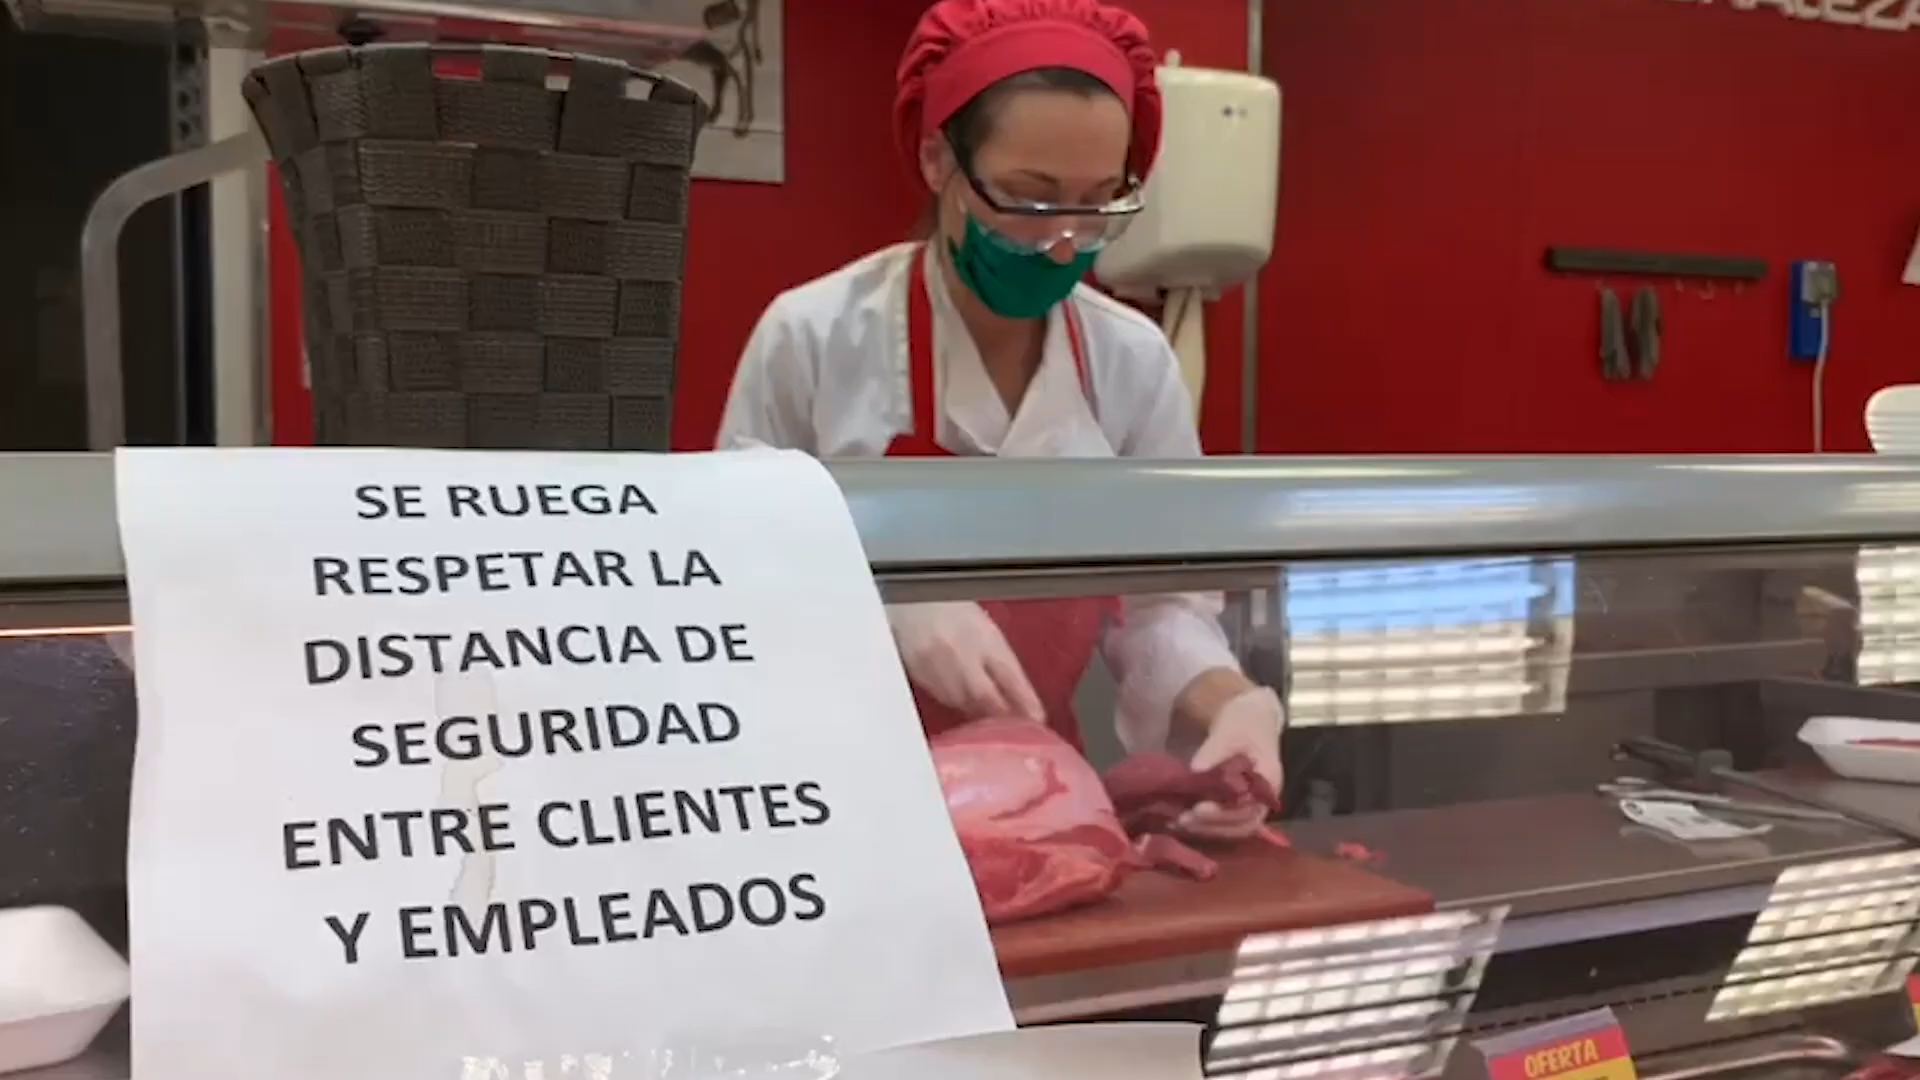 SE RUEGA
RESPETAR LA
DISTANCIA DE
SEGURIDAD
ENTRE CLIENTES
Y EMPLEADOS
OFERTA